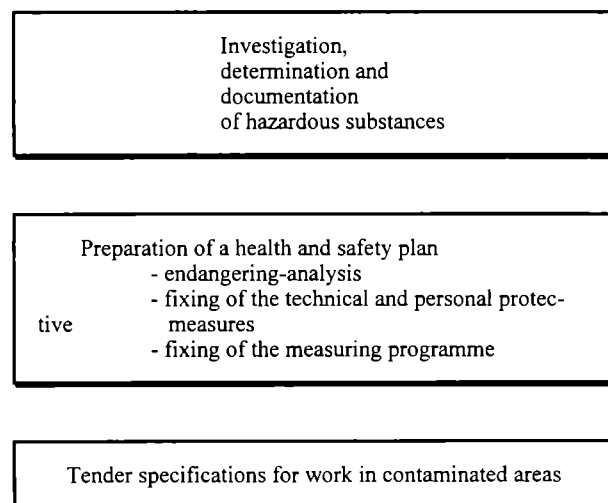 Investigation,
determination and
documentation
of hazardous substances
Preparation of a health and safety plan
- endangering-analysis
- fixing of the technical and personal protec-
tive measures
- fixing of the measuring programme
Tender specifications for work in contaminated areas